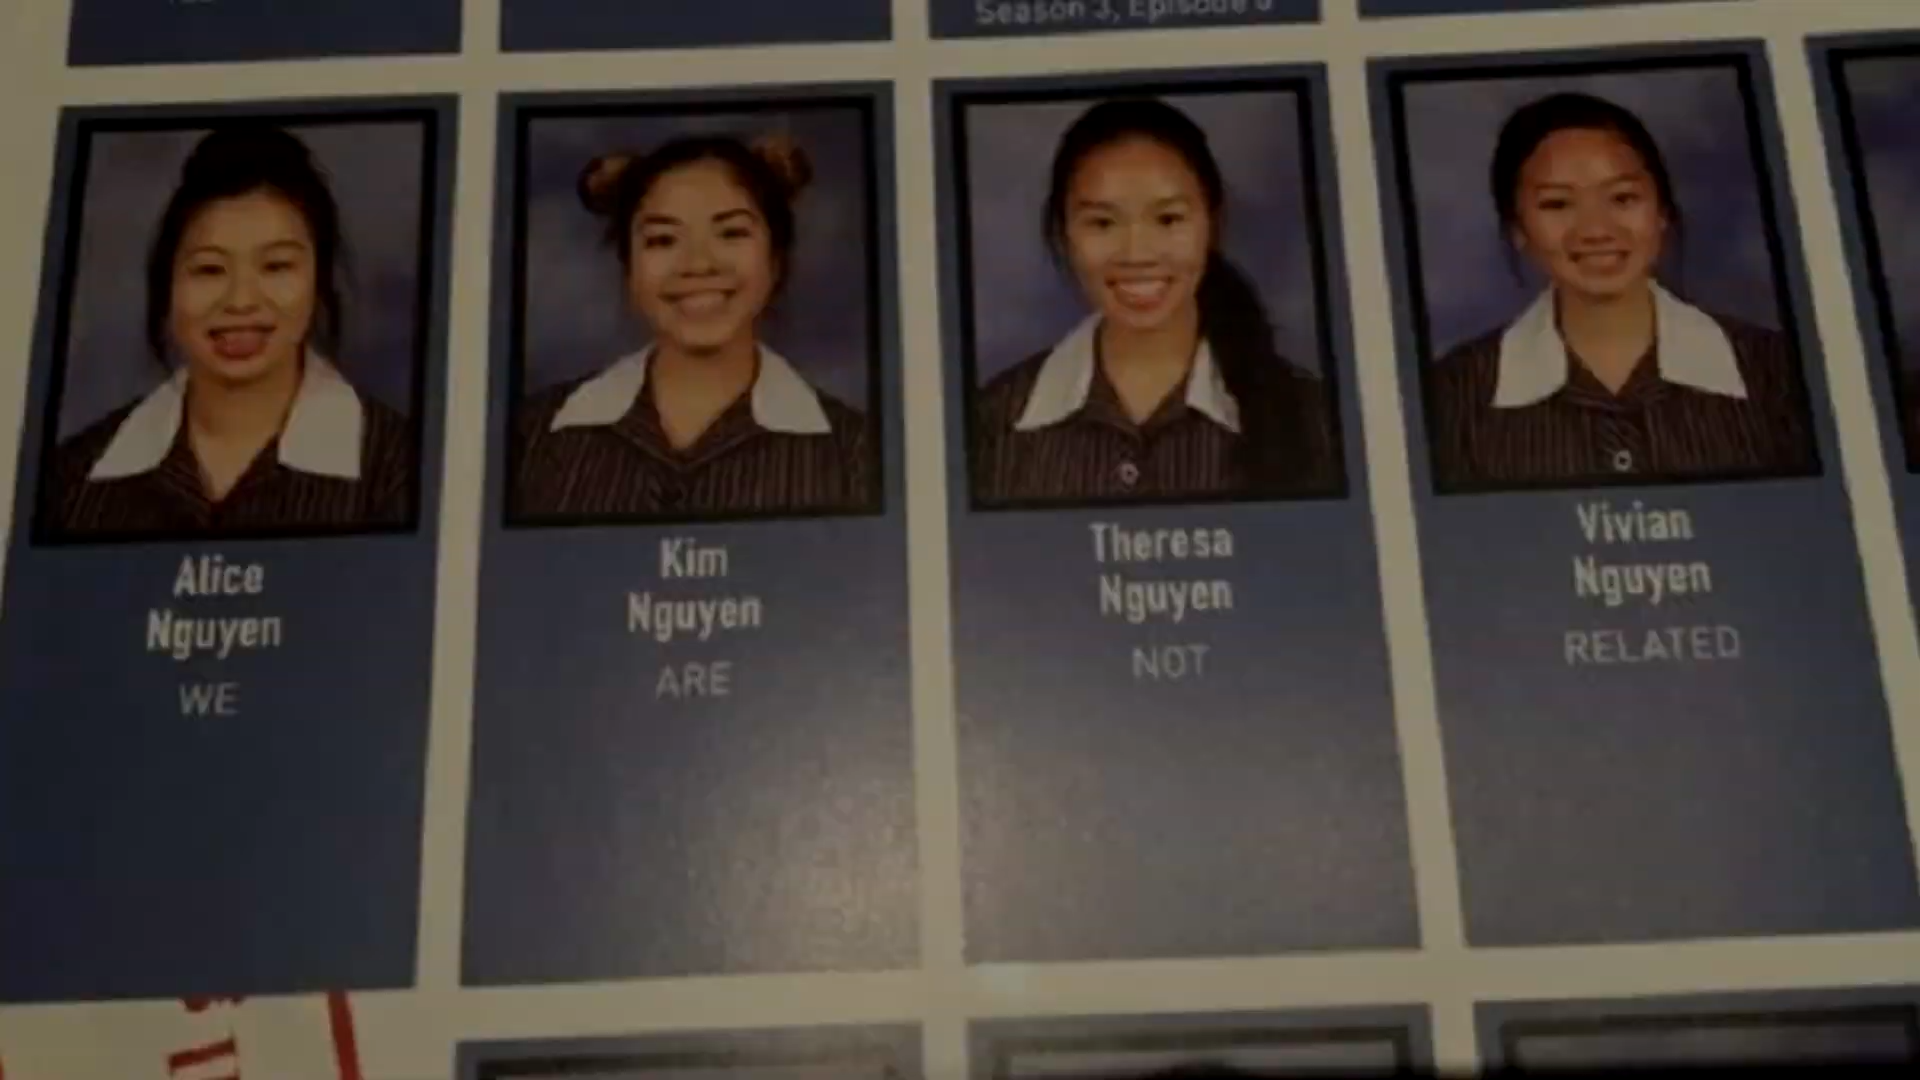 Season 3, Episode
Alice
Nguyen
WE
Kim
Nguyen
ARE
Theresa
Nguyen
NOT
Vivian
Nguyen
RELATED